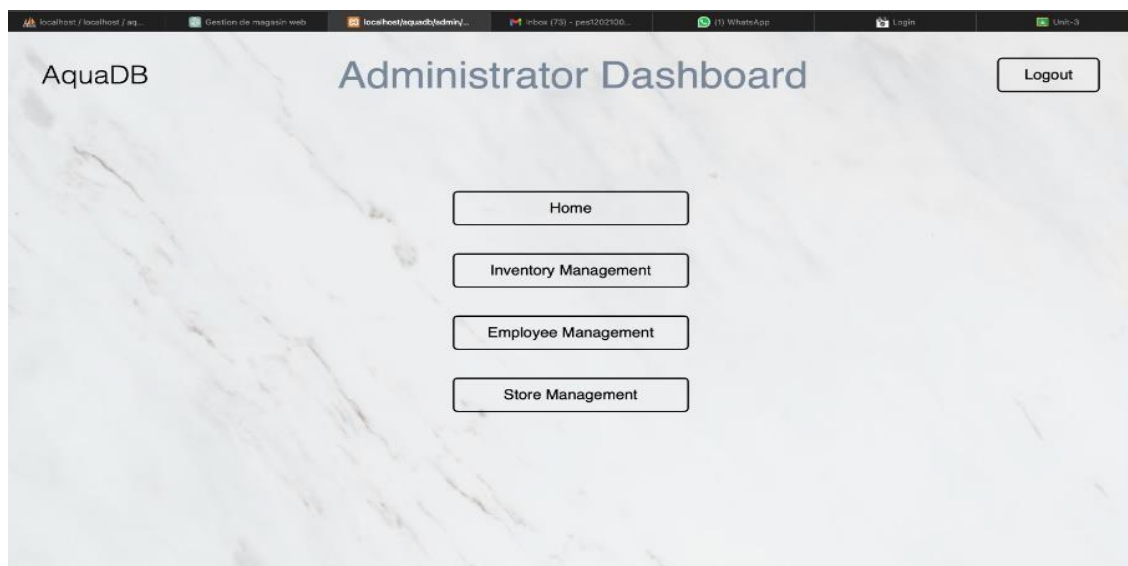 localhost / localhost / aq...
Gestion de magasin web
localhost/aquadb/admin/...
Inbox (73) - pes1202100...
(1) WhatsApp
Login
Unit-3
AquaDB
Administrator Dashboard
Logout
Home
Inventory Management
Employee Management
Store Management